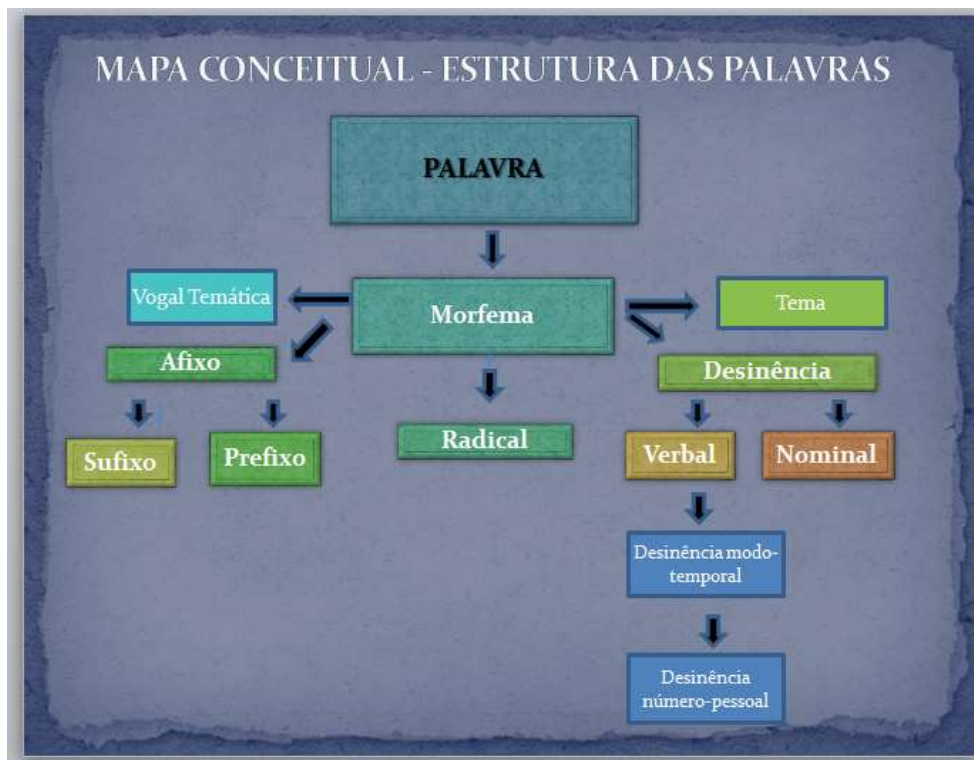 MAPA CONCEITUAL - ESTRUTURA DAS PALAVRAS
PALAVRA
Vogal Temática
Morfema
Tema
Afixo
Desinência
Sufixo
Prefixo
Radical
Verbal
Nominal
Desinência modo-
temporal
Desinência
número-pessoal